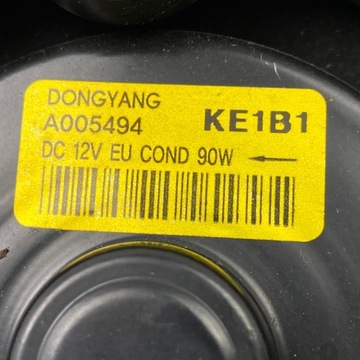 DONGYANG
A005494 KE1B1
DC 12V EU COND 90W ←